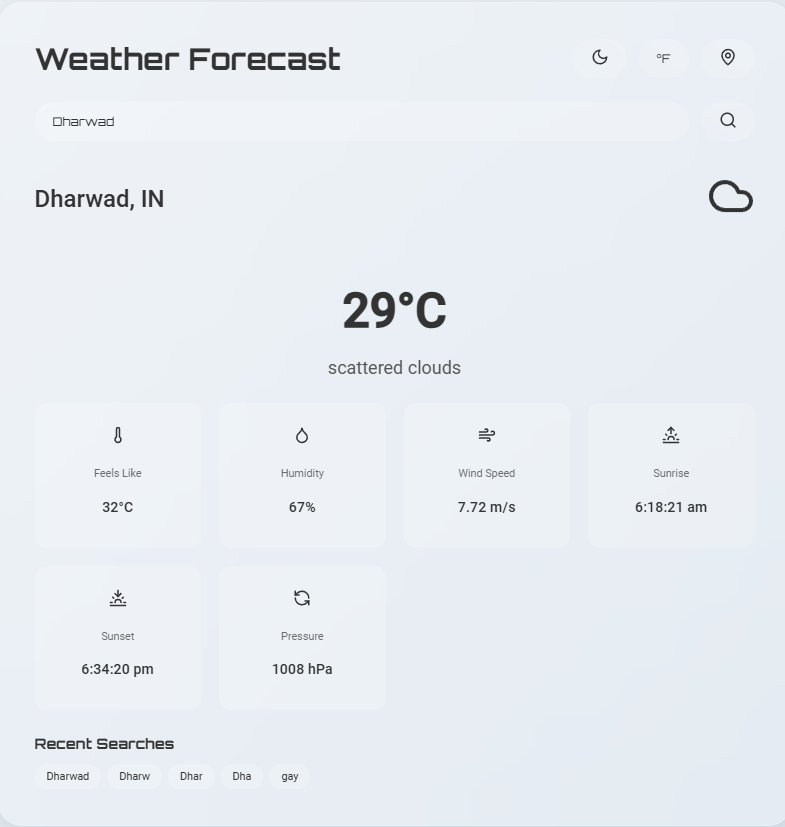 Weather Forecast
°F
Dharwad
Dharwad, IN
29°C
scattered clouds
Feels Like
32°C
Humidity
67%
Wind Speed
7.72 m/s
Sunrise
6:18:21 am
Sunset
6:34:20 pm
Pressure
1008 hPa
Recent Searches
Dharwad Dharw Dhar Dha gay